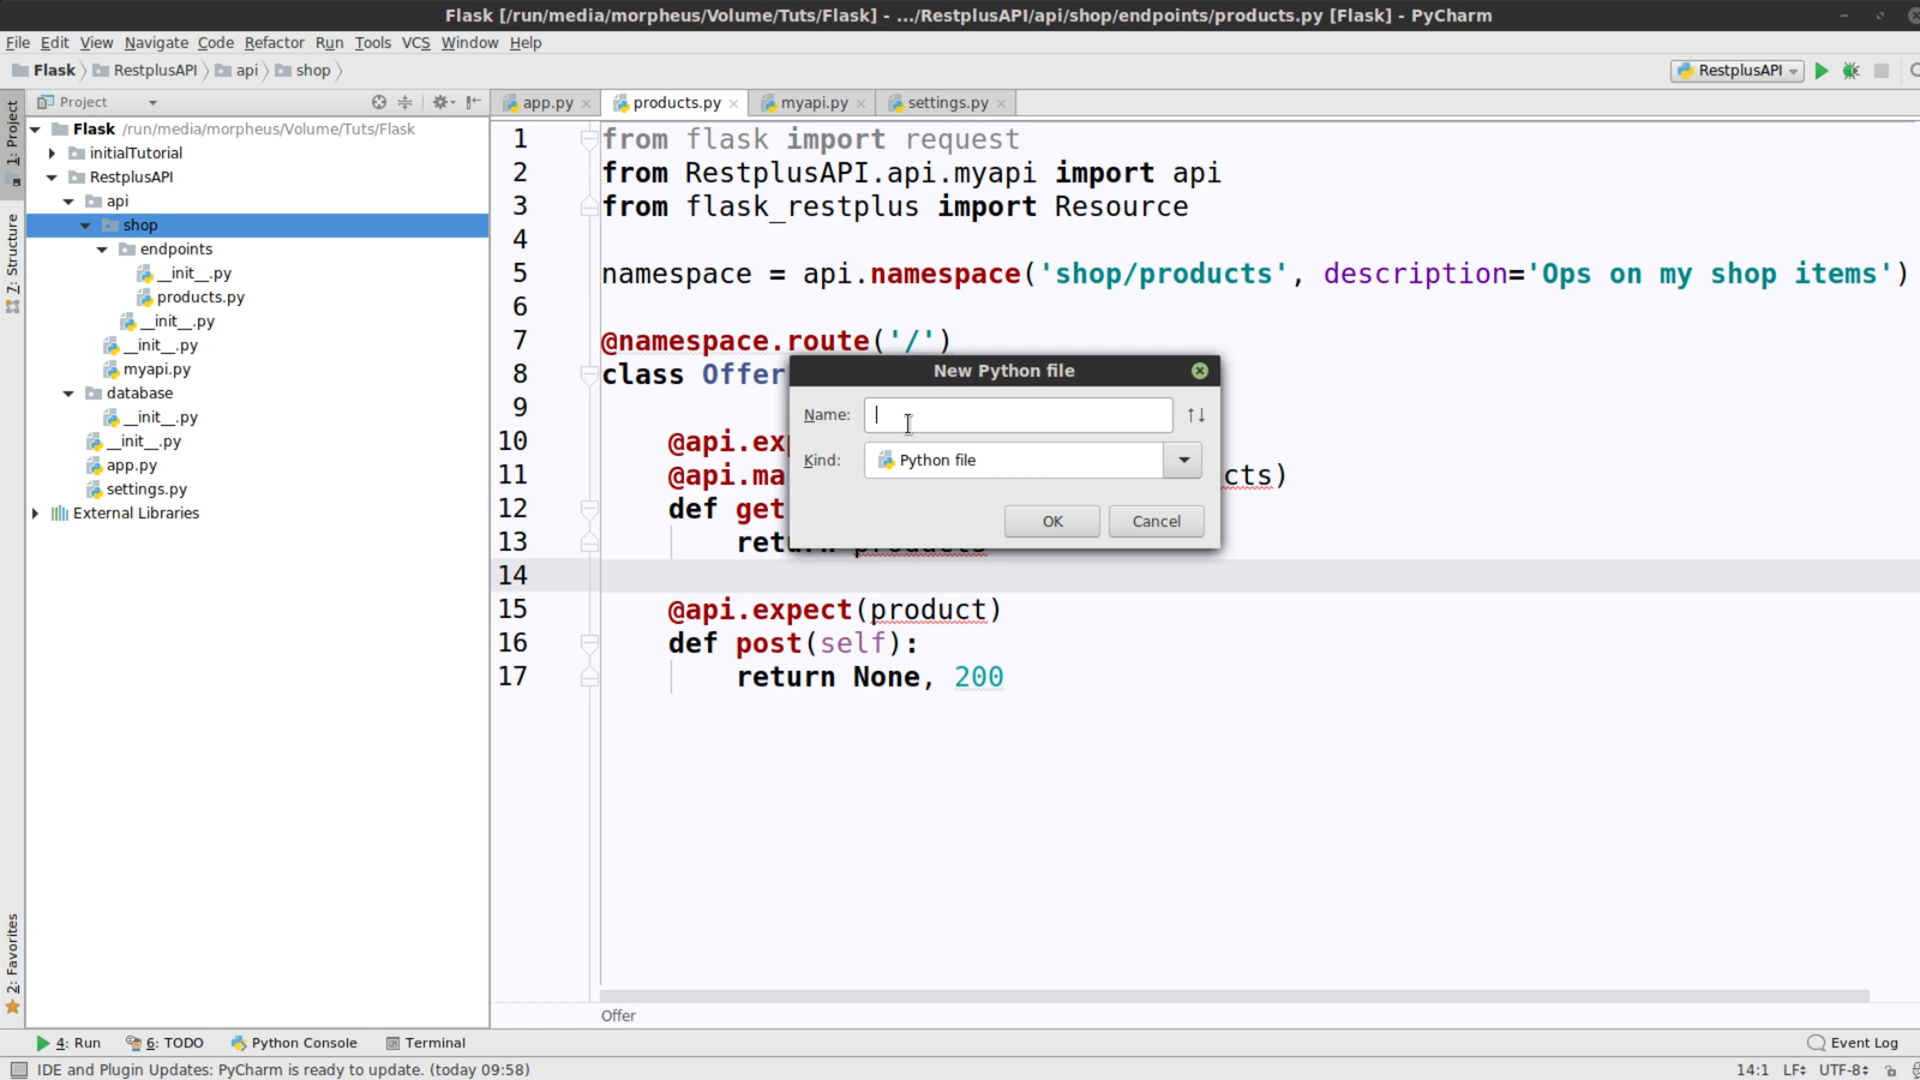 Flask [/run/media/morpheus/Volume/Tuts/Flask] - .../RestplusAPI/api/shop/endpoints/products.py [Flask] - PyCharm
File Edit View Navigate Code Refactor Run Tools VCS Window Help
Flask RestplusAPI api shop RestplusAPI
1: Project
7: Structure
2: Favorites
Project
Flask /run/media/morpheus/Volume/Tuts/Flask
initialTutorial
RestplusAPI
api
shop
endpoints
__init__.py
products.py
__init__.py
__init__.py
myapi.py
database
__init__.py
__init__.py
app.py
settings.py
External Libraries
app.py products.py myapi.py settings.py
1 from flask import request
2 from RestplusAPI.api.myapi import api
3 from flask_restplus import Resource
4
5 namespace = api.namespace('shop/products', description='Ops on my shop items')
6
7 @namespace.route('/')
8 class Offer
9
10 @api.exp
11 @api.ma cts)
12 def get
13 return products
14
15 @api.expect(product)
16 def post(self):
17 return None, 200
New Python file
Name:
Kind: Python file
OK Cancel
Offer
4: Run 6: TODO Python Console Terminal Event Log
IDE and Plugin Updates: PyCharm is ready to update. (today 09:58) 14:1 LF UTF-8